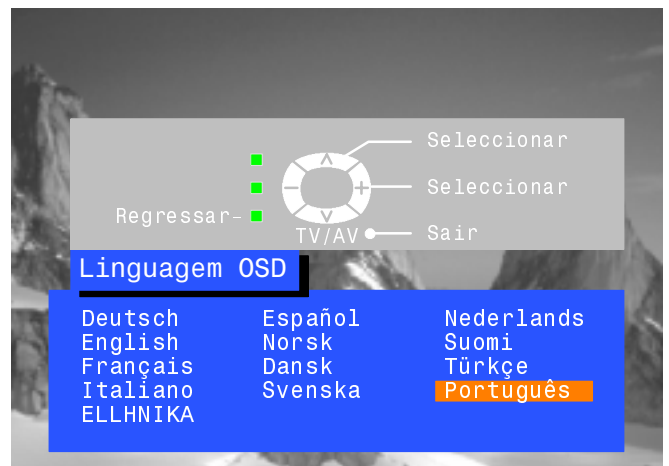 Seleccionar
Seleccionar
Regressar-
TV/AV
Sair
Linguagem OSD
Deutsch Español Nederlands
English Norsk Suomi
Français Dansk Türkçe
Italiano Svenska Português
ELLHNIKA